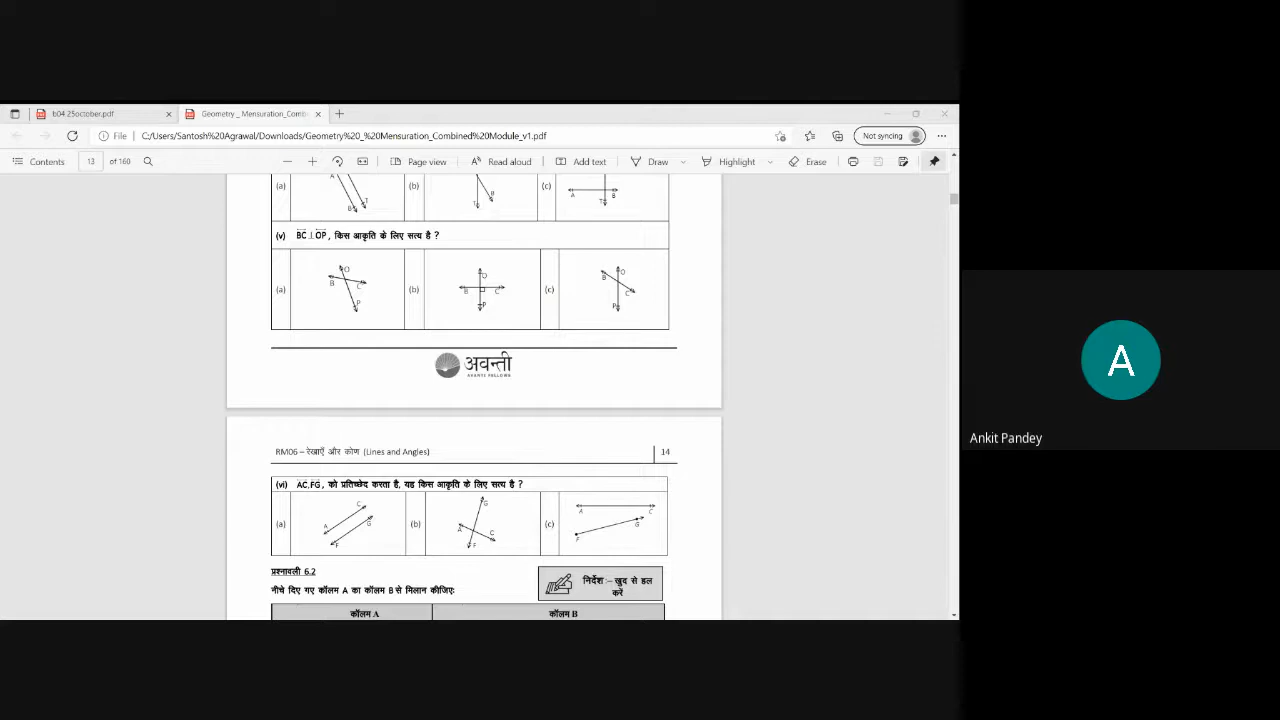 b04.25october.pdf
Geometry _ Mensuration_Comb
File
C:/Users/Santosh%20Agrawal/Downloads/Geometry%20_%20Mensuration_Combined%20Module_v1.pdf
Not syncing
Contents
13
of 160
Page view
Read aloud
Add text
Draw
Highlight
Erase
(a) A B T
(b) B T
(c) A B T
(v) BC⊥OP, किस आकृति के लिए सत्य है ?
(a) O B C P
(b) O B C P
(c) O B C P
अवन्ती
AVANTI FELLOWS
RM06 – रेखाएँ और कोण (Lines and Angles)
14
(vi) AC,FG, को प्रतिच्छेद करता है, यह किस आकृति के लिए सत्य है ?
(a) C A G F
(b) G A C F
(c) A C G F
प्रश्नावली 6.2
निर्देश :– खुद से हल
करें
नीचे दिए गए कॉलम A का कॉलम B से मिलान कीजिए:
कॉलम A
कॉलम B
A
Ankit Pandey